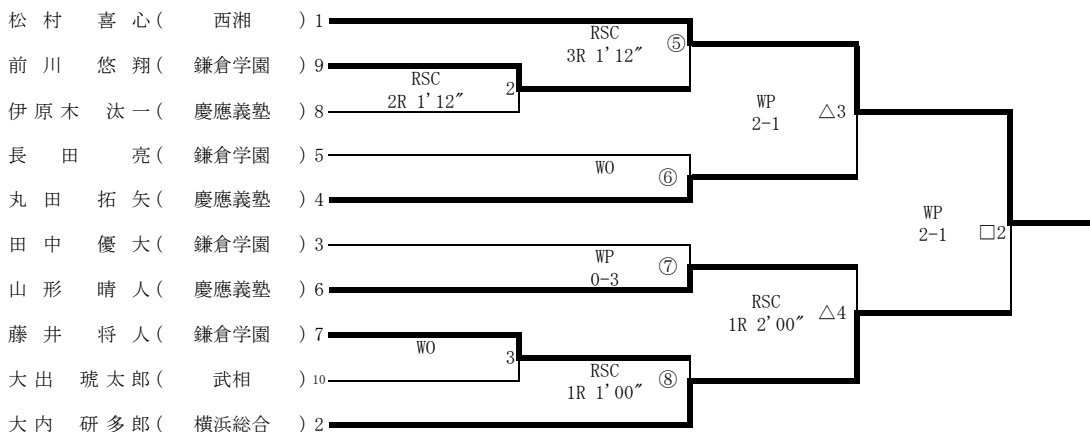 松村 喜心( 西湘 ) 1
RSC
3R 1'12″
⑤
前川 悠翔( 鎌倉学園 ) 9
RSC
2R 1'12″
2
伊原木 汰一( 慶應義塾 ) 8
WP
2-1
△3
長田 亮( 鎌倉学園 ) 5
WO
⑥
丸田 拓矢( 慶應義塾 ) 4
WP
2-1
□2
田中 優大( 鎌倉学園 ) 3
WP
0-3
⑦
山形 晴人( 慶應義塾 ) 6
RSC
1R 2'00″
△4
藤井 将人( 鎌倉学園 ) 7
WO
3
大出 琥太郎( 武相 ) 10
RSC
1R 1'00″
⑧
大内 研多郎( 横浜総合 ) 2